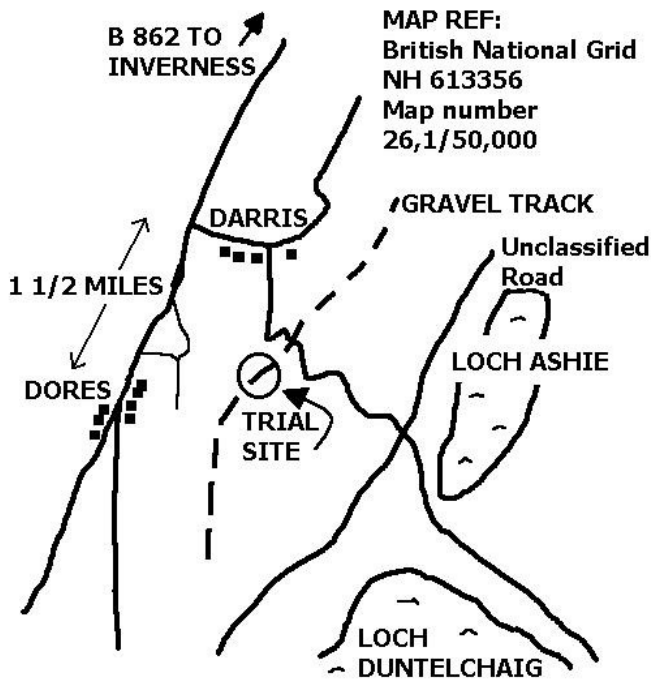 B 862 TO
INVERNESS
MAP REF:
British National Grid
NH 613356
Map number
26,1/50,000
DARRIS
GRAVEL TRACK
Unclassified
Road
1 1/2 MILES
LOCH ASHIE
DORES
TRIAL
SITE
LOCH
DUNTELCHAIG